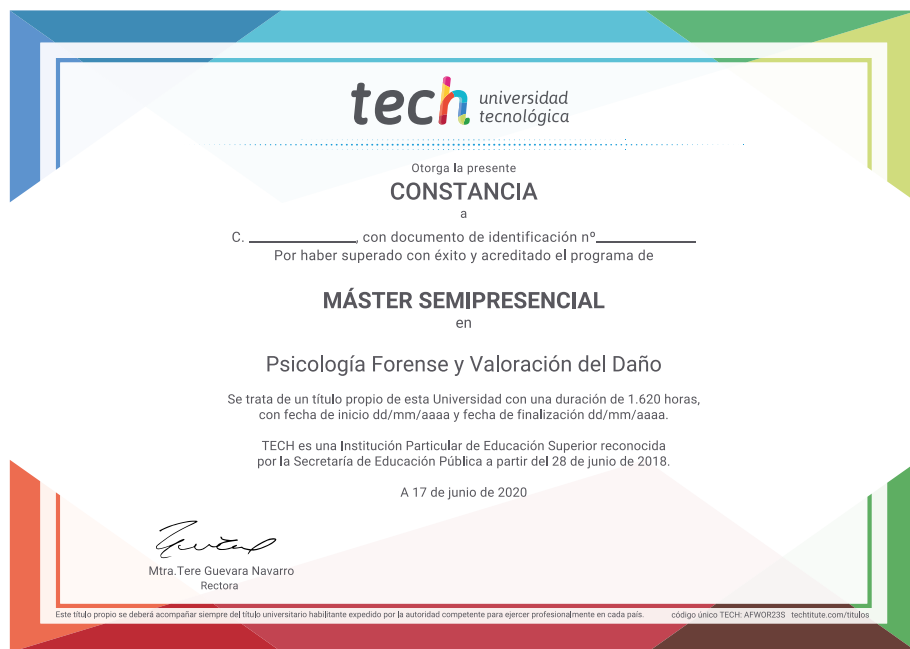 tech universidad
tecnológica
Otorga la presente
CONSTANCIA
a
C. ____________, con documento de identificación nº____________
Por haber superado con éxito y acreditado el programa de
MÁSTER SEMIPRESENCIAL
en
Psicología Forense y Valoración del Daño
Se trata de un título propio de esta Universidad con una duración de 1.620 horas,
con fecha de inicio dd/mm/aaaa y fecha de finalización dd/mm/aaaa.
TECH es una Institución Particular de Educación Superior reconocida
por la Secretaría de Educación Pública a partir del 28 de junio de 2018.
A 17 de junio de 2020
Mtra.Tere Guevara Navarro
Rectora
Este título propio se deberá acompañar siempre del título universitario habilitante expedido por la autoridad competente para ejercer profesionalmente en cada país. código único TECH: AFWOR23S techtitute.com/titulos